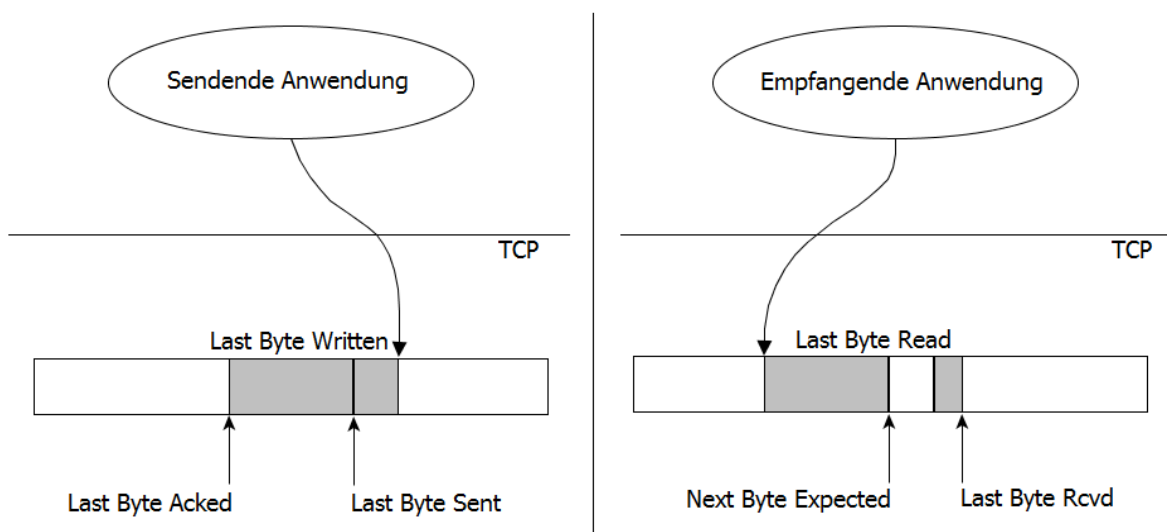 Sendende Anwendung
TCP
Last Byte Written
Last Byte Acked
Last Byte Sent
Empfangende Anwendung
TCP
Last Byte Read
Next Byte Expected
Last Byte Rcvd